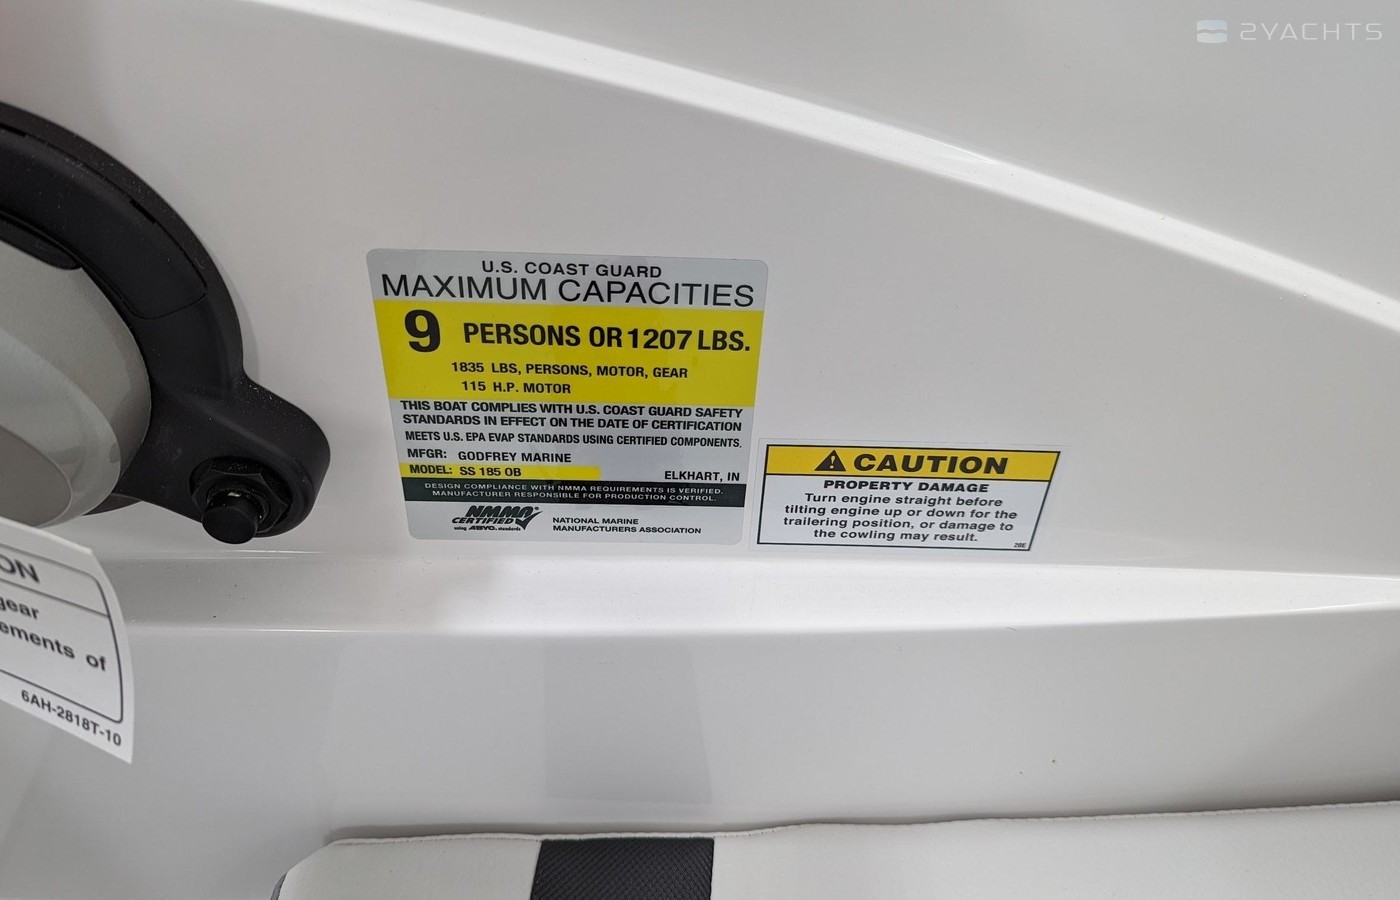 2YACHTS
U.S. COAST GUARD
MAXIMUM CAPACITIES
9 PERSONS OR 1207 LBS.
1835 LBS, PERSONS, MOTOR, GEAR
115 H.P. MOTOR
THIS BOAT COMPLIES WITH U.S. COAST GUARD SAFETY
STANDARDS IN EFFECT ON THE DATE OF CERTIFICATION
MEETS U.S. EPA EVAP STANDARDS USING CERTIFIED COMPONENTS.
MFGR: GODFREY MARINE
MODEL: SS 185 OB
ELKHART, IN
DESIGN COMPLIANCE WITH NMMA REQUIREMENTS IS VERIFIED.
MANUFACTURER RESPONSIBLE FOR PRODUCTION CONTROL.
NMMA
CERTIFIED
using ABYC standards
NATIONAL MARINE
MANUFACTURERS ASSOCIATION
CAUTION
PROPERTY DAMAGE
Turn engine straight before
tilting engine up or down for the
trailering position, or damage to
the cowling may result.
20E
ON
gear
ements of
6AH-2818T-10